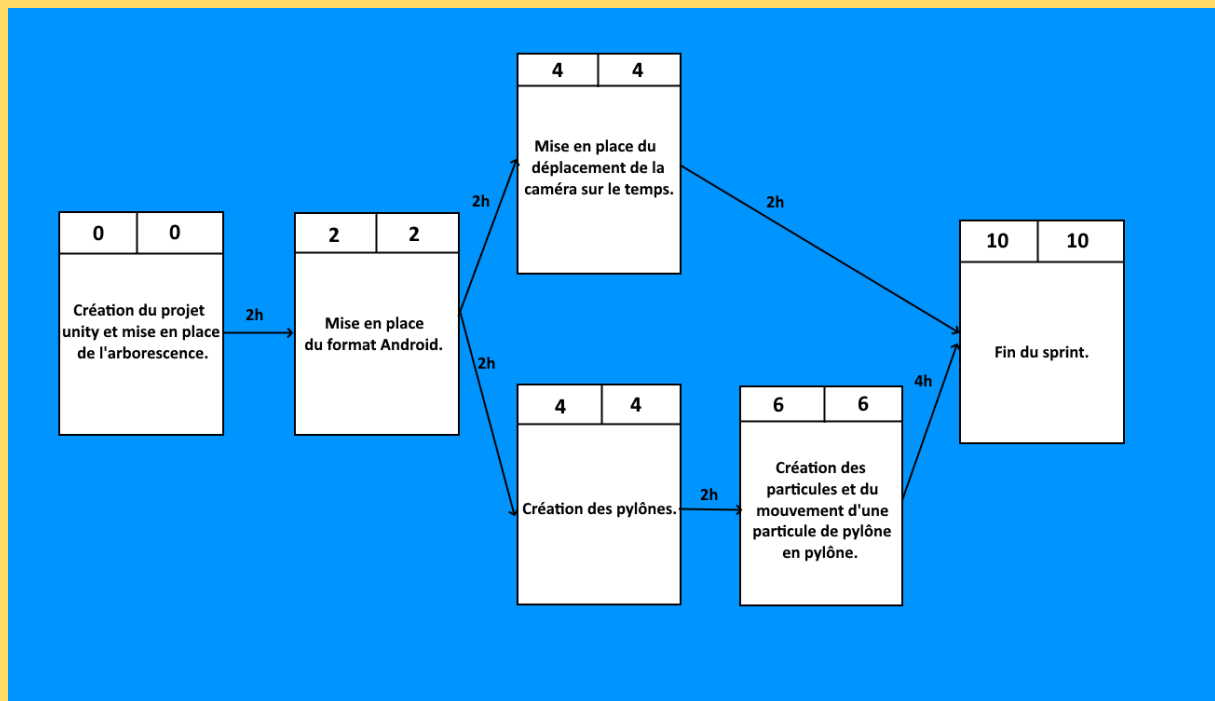 4 4
Mise en place du
déplacement de la
caméra sur le temps.
2h
2h
0 0
Création du projet
unity et mise en place
de l'arborescence.
2h
2 2
Mise en place
du format Android.
10 10
Fin du sprint.
2h
4 4
Création des pylônes.
2h
6 6
Création des
particules et du
mouvement d'une
particule de pylône
en pylône.
4h